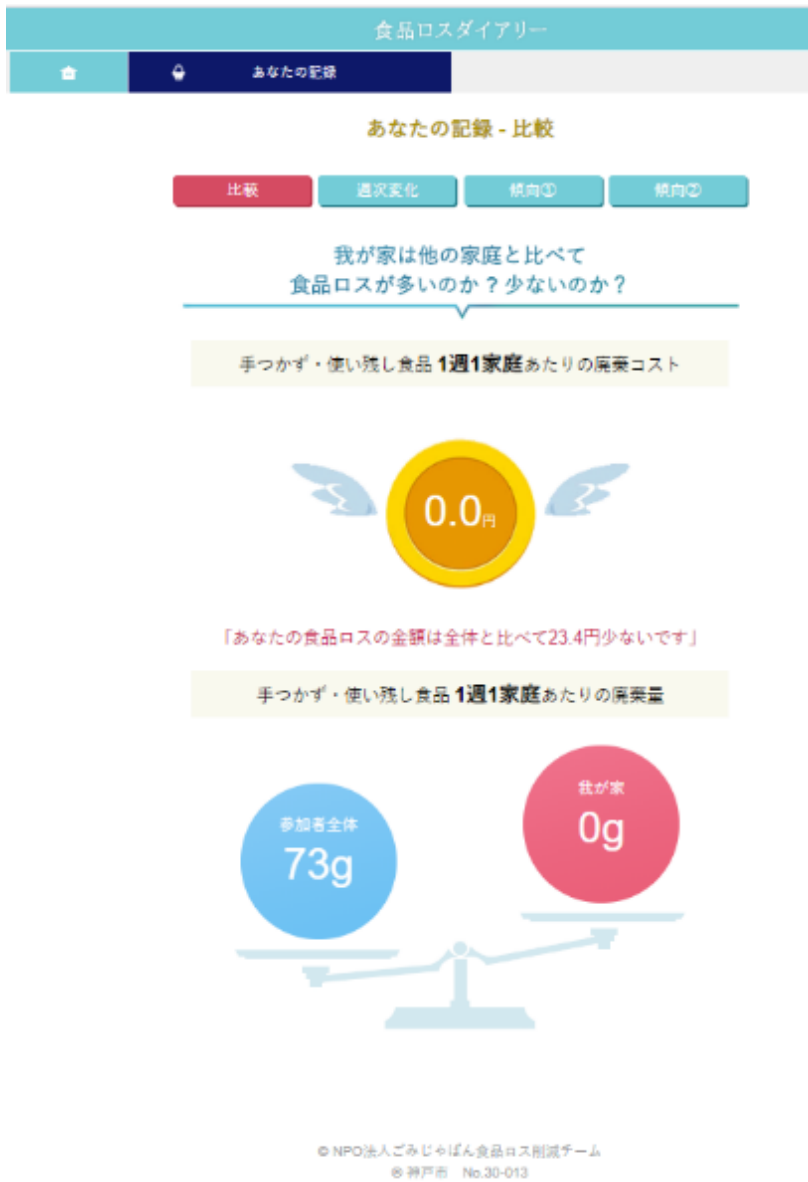 食品ロスダイアリー
あなたの記録
あなたの記録 - 比較
比較
週次変化
傾向①
傾向②
我が家は他の家庭と比べて
食品ロスが多いのか？少ないのか？
手つかず・使い残し食品 1週1家庭あたりの廃棄コスト
0.0円
「あなたの食品ロスの金額は全体と比べて23.4円少ないです」
手つかず・使い残し食品 1週1家庭あたりの廃棄量
我が家
0g
参加者全体
73g
© NPO法人ごみじゃぱん食品ロス削減チーム
® 神戸市 No.30-013